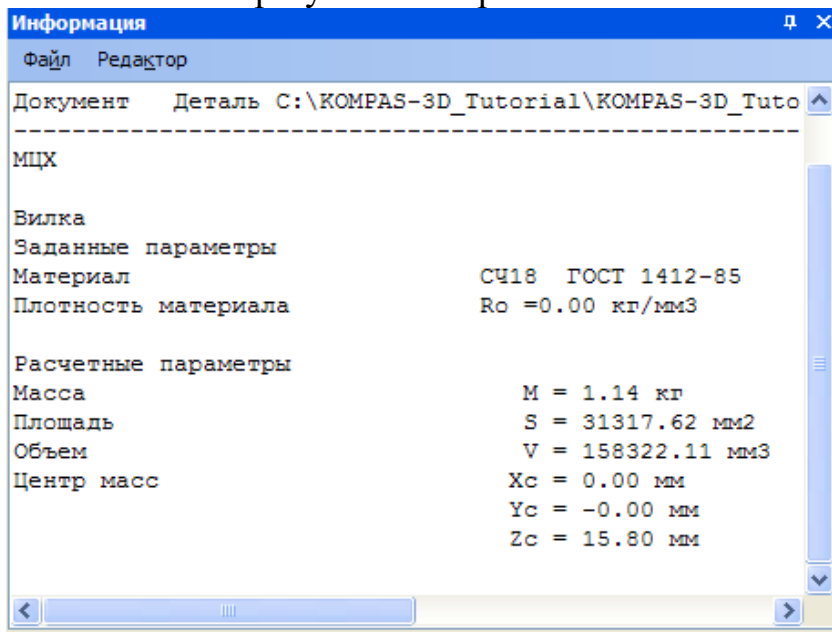 Информация
Файл Редактор
Документ Деталь C:\KOMPAS-3D_Tutorial\KOMPAS-3D_Tuto
------------------------------------------------------
МЦХ
Вилка
Заданные параметры
Материал СЧ18 ГОСТ 1412-85
Плотность материала Ro =0.00 кг/мм3
Расчетные параметры
Масса M = 1.14 кг
Площадь S = 31317.62 мм2
Объем V = 158322.11 мм3
Центр масс Xc = 0.00 мм
Yc = -0.00 мм
Zc = 15.80 мм